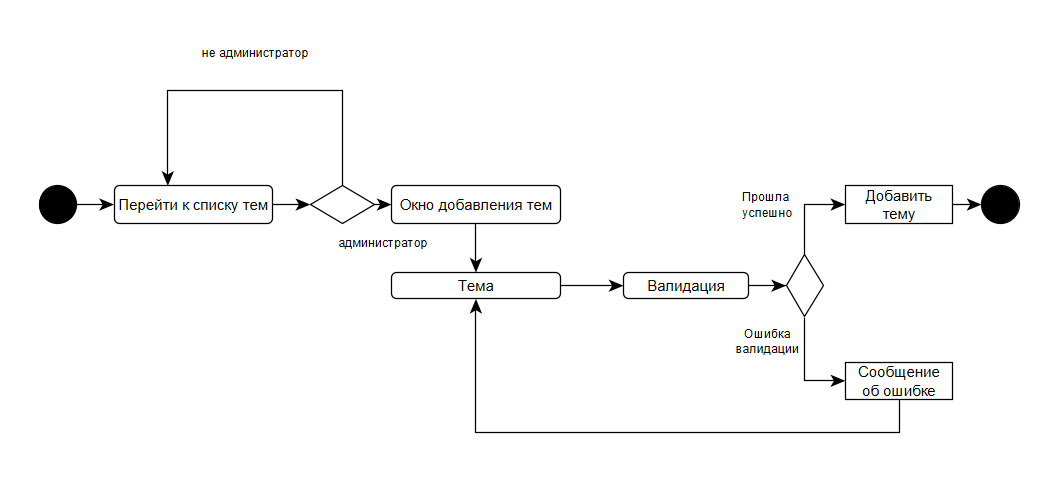 не администратор
Перейти к списку тем
Окно добавления тем
администратор
Тема
Валидация
Прошла
успешно
Добавить
тему
Ошибка
валидации
Сообщение
об ошибке